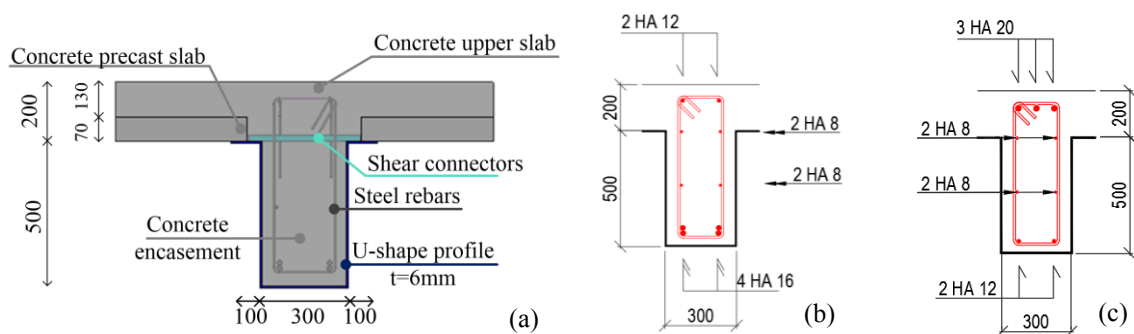 Concrete precast slab
Concrete upper slab
200
130
70
500
Shear connectors
Steel rebars
Concrete
encasement
U-shape profile
t=6mm
100
300
100
(a)
2 HA 12
200
500
2 HA 8
2 HA 8
4 HA 16
300
(b)
3 HA 20
2 HA 8
2 HA 8
200
500
2 HA 12
300
(c)